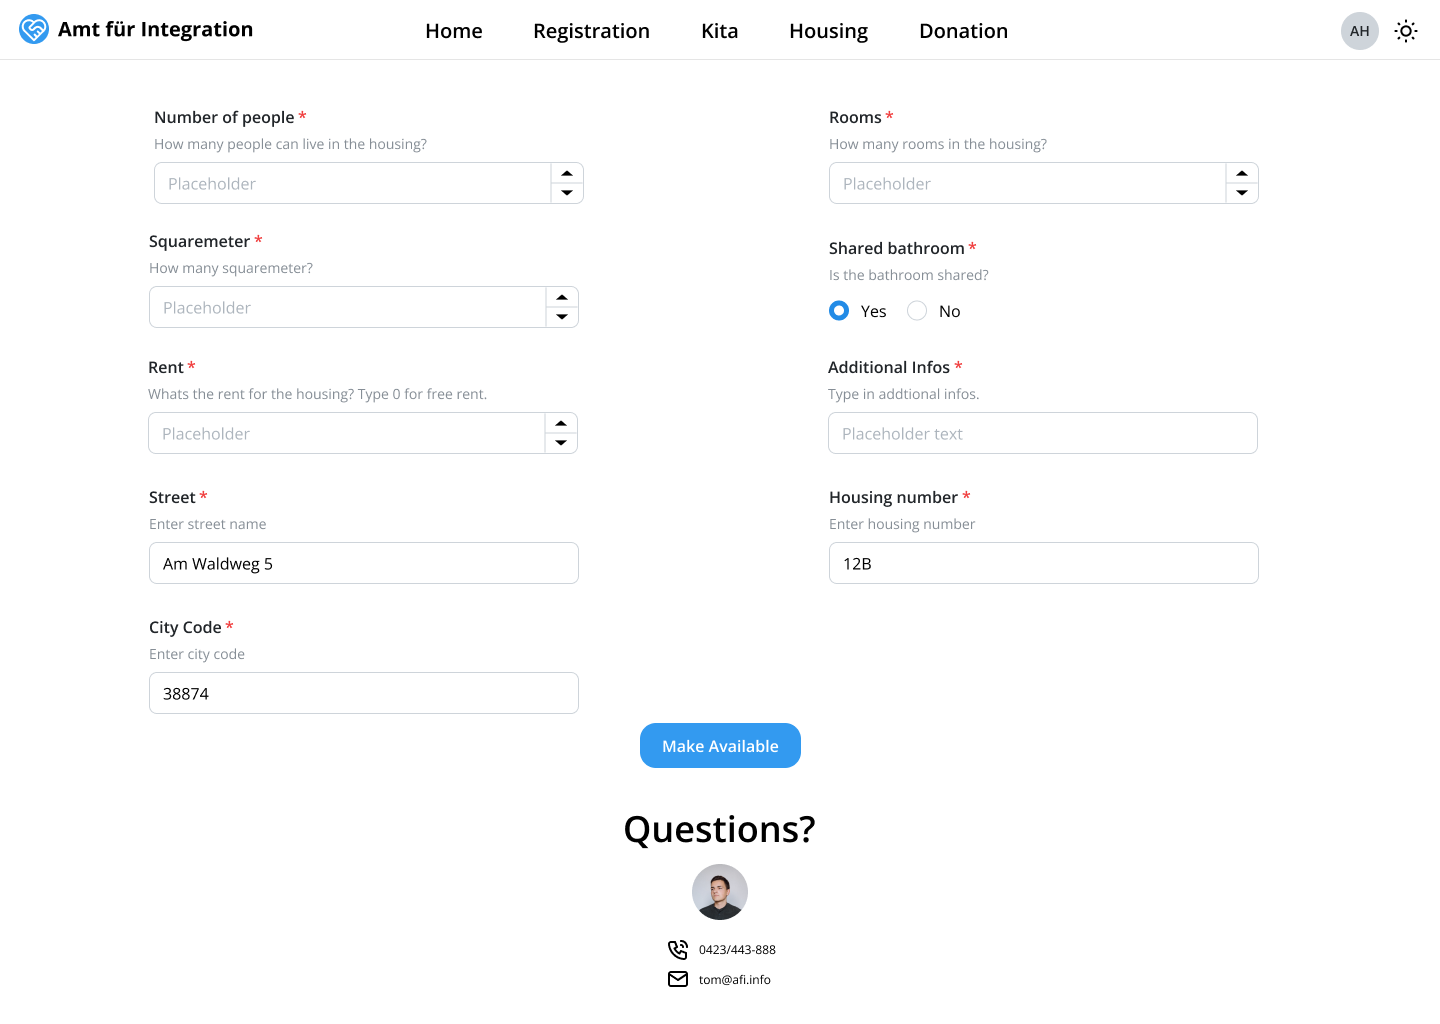 Amt für Integration
Home Registration Kita Housing Donation
AH
Number of people *
How many people can live in the housing?
Placeholder
Rooms *
How many rooms in the housing?
Placeholder
Squaremeter *
How many squaremeter?
Placeholder
Shared bathroom *
Is the bathroom shared?
Yes No
Rent *
Whats the rent for the housing? Type 0 for free rent.
Placeholder
Additional Infos *
Type in addtional infos.
Placeholder text
Street *
Enter street name
Am Waldweg 5
Housing number *
Enter housing number
12B
City Code *
Enter city code
38874
Make Available
Questions?
0423/443-888
tom@afi.info